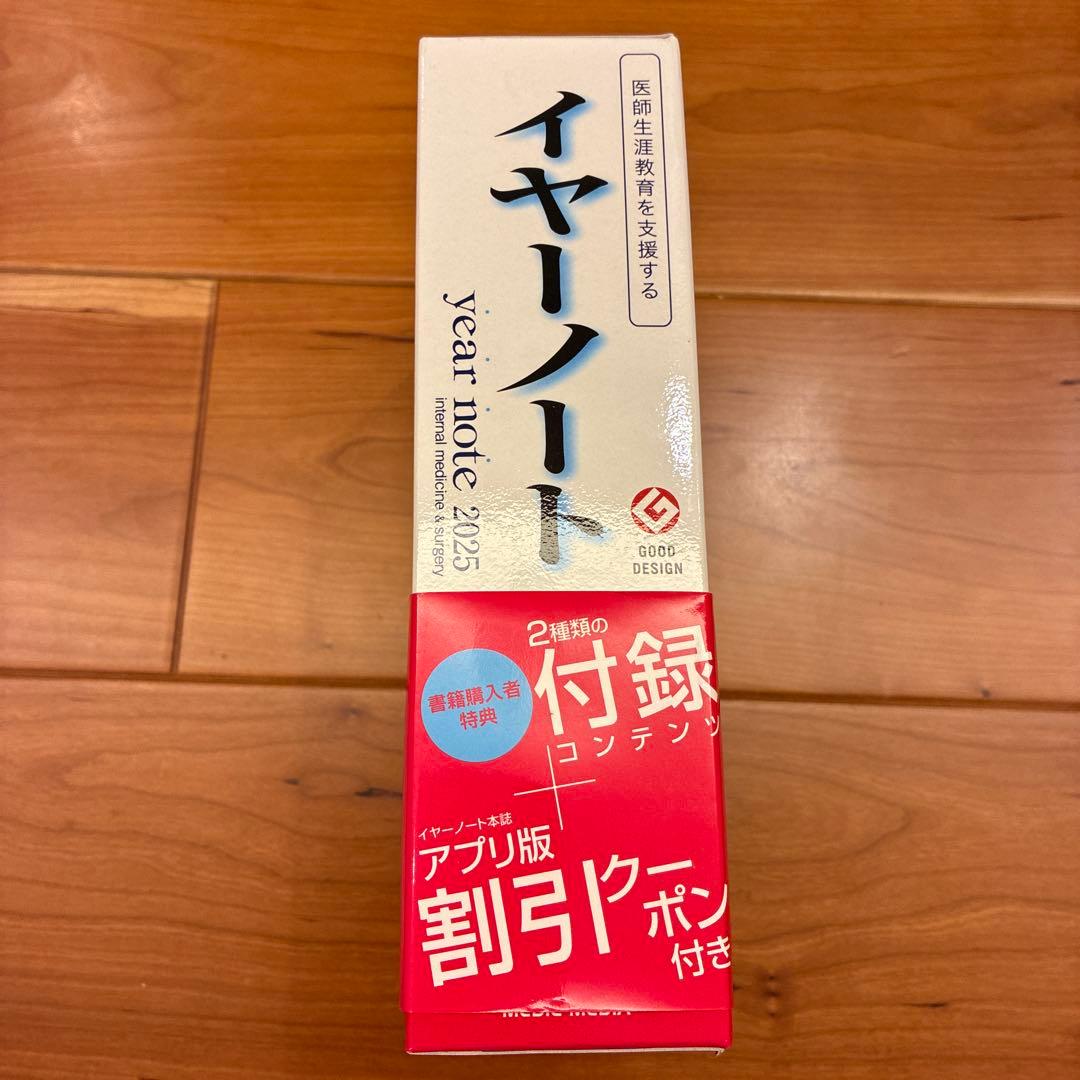 医師生涯教育を支援する
イヤーノート
year note 2025
internal medicine & surgery
GOOD
DESIGN
2種類の
付録
コンテンツ
書籍購入者
特典
イヤーノート本誌
アプリ版
割引クー
ポン
付き
MEDIC MEDIA